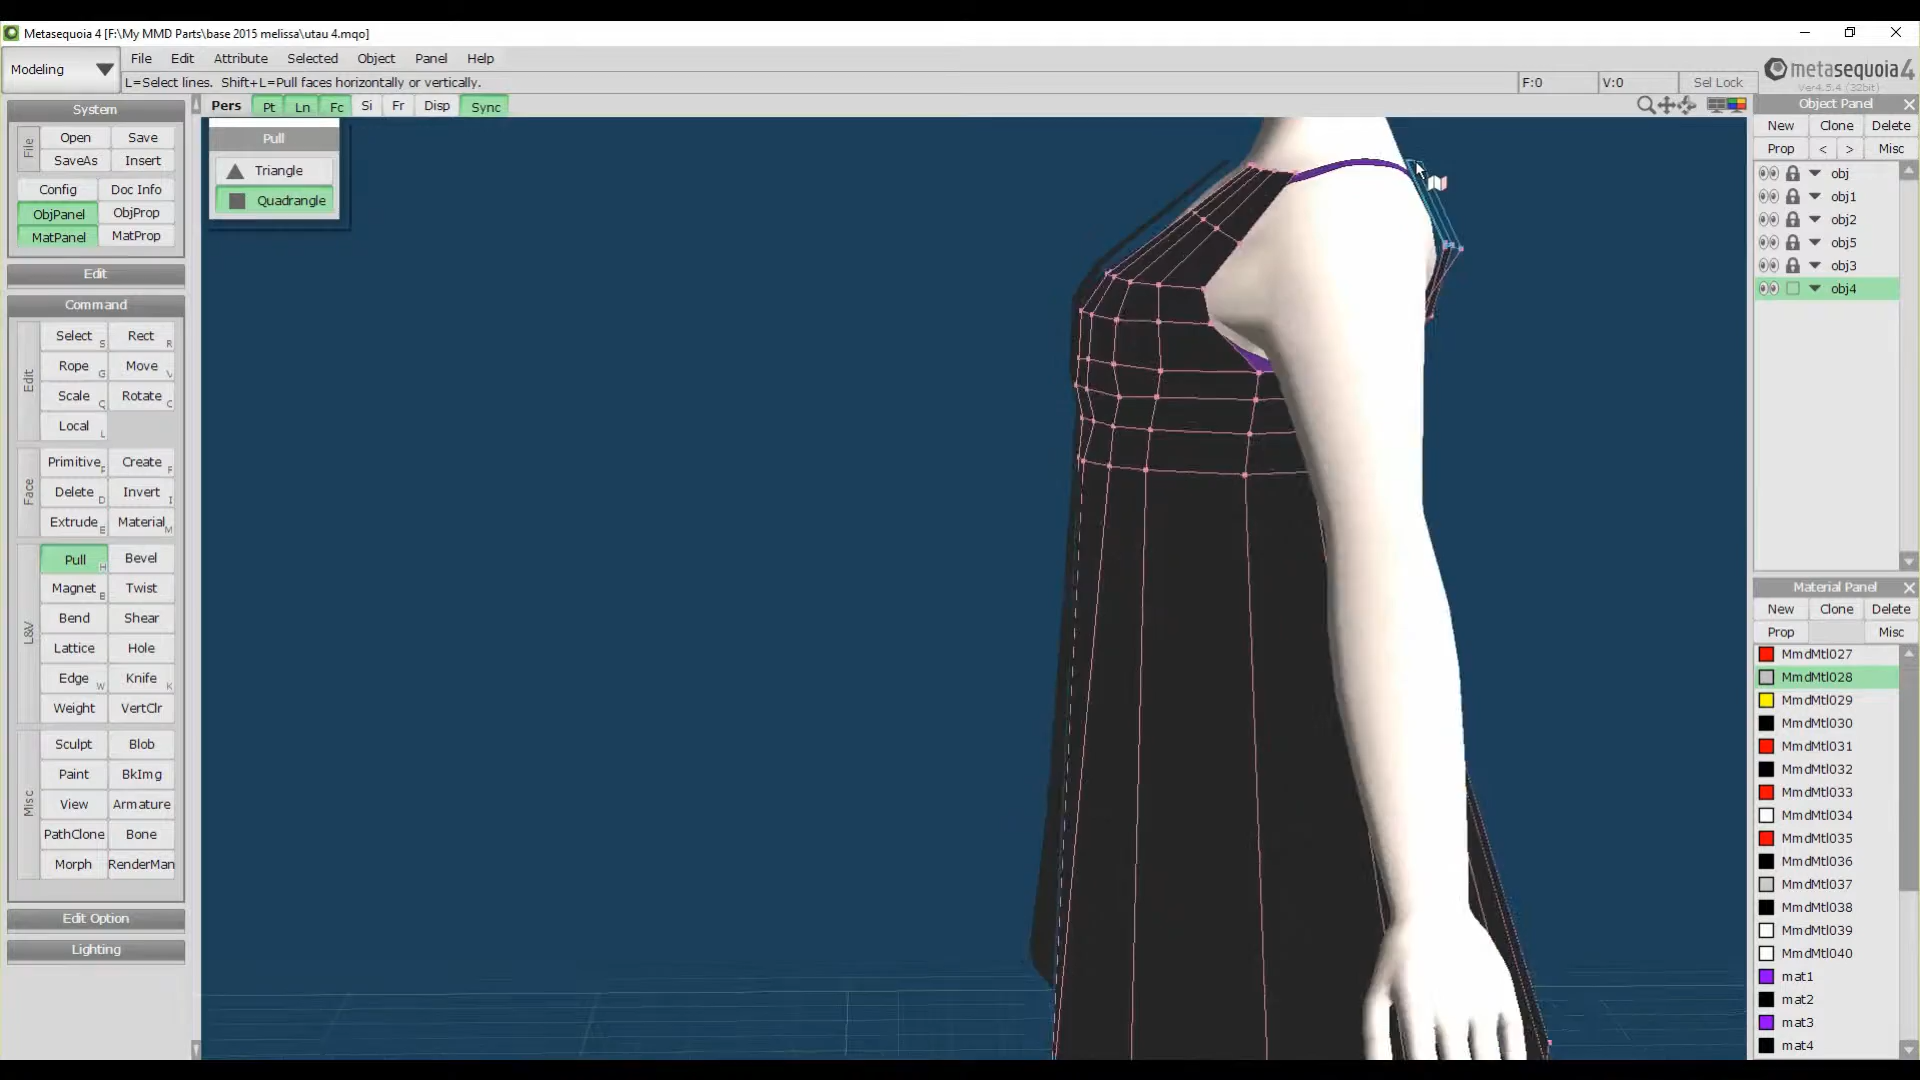 Metasequoia 4 [F:\My MMD Parts\base 2015 melissa\utau 4.mqo]
Modeling
File Edit Attribute Selected Object Panel Help
L=Select lines. Shift+L=Pull faces horizontally or vertically.
F:0 V:0 Sel Lock
metasequoia 4
Ver4.5.4 (32bit)
Pers Pt Ln Fc Si Fr Disp Sync
System
File
Open Save
SaveAs Insert
Config Doc Info
ObjPanel ObjProp
MatPanel MatProp
Edit
Command
Edit
Select S Rect R
Rope G Move V
Scale Q Rotate C
Local L
Face
Primitive P Create F
Delete D Invert I
Extrude E Material M
L&V
Pull H Bevel
Magnet B Twist
Bend Shear
Lattice Hole
Edge W Knife K
Weight VertClr
Misc
Sculpt Blob
Paint BkImg
View Armature
PathClone Bone
Morph RenderMan
Edit Option
Lighting
Pull
Triangle
Quadrangle
Object Panel
New Clone Delete
Prop < > Misc
obj
obj1
obj2
obj5
obj3
obj4
Material Panel
New Clone Delete
Prop Misc
MmdMtl027
MmdMtl028
MmdMtl029
MmdMtl030
MmdMtl031
MmdMtl032
MmdMtl033
MmdMtl034
MmdMtl035
MmdMtl036
MmdMtl037
MmdMtl038
MmdMtl039
MmdMtl040
mat1
mat2
mat3
mat4